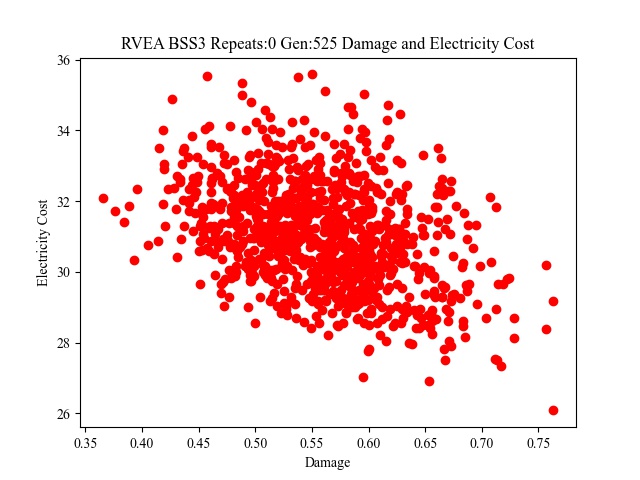 RVEA BSS3 Repeats:0 Gen:525 Damage and Electricity Cost
36
34
32
30
28
26
Electricity Cost
0.35 0.40 0.45 0.50 0.55 0.60 0.65 0.70 0.75
Damage